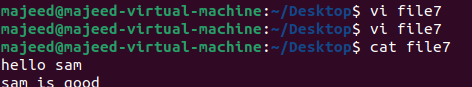 majeed@majeed-virtual-machine:~/Desktop$ vi file7
majeed@majeed-virtual-machine:~/Desktop$ vi file7
majeed@majeed-virtual-machine:~/Desktop$ cat file7
hello sam
sam is good